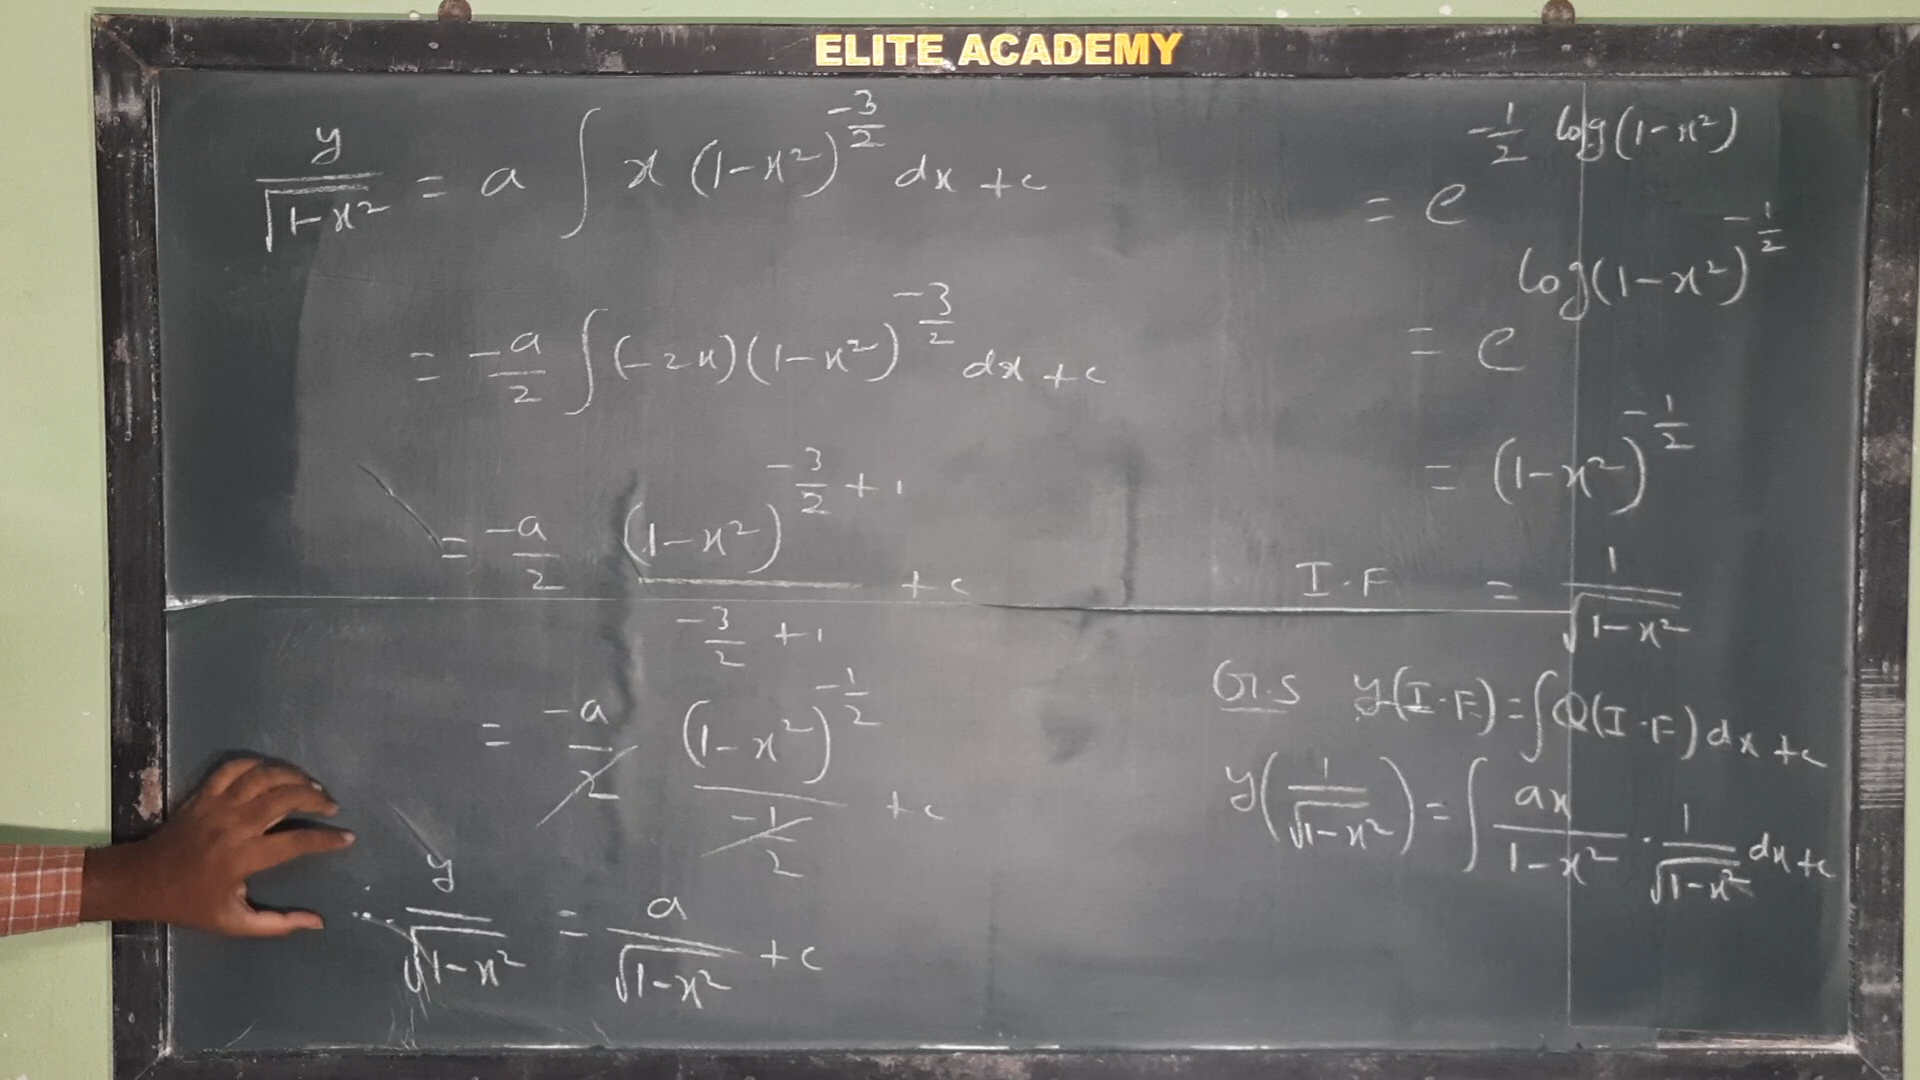 ELITE ACADEMY
= e^{-1/2 log(1-x²)}
= e^{log(1-x²)^{-1/2}}
= (1-x²)^{-1/2}
I.F = 1/√(1-x²)
G.S y(I.F) = ∫Q(I.F) dx + c
y(1/√(1-x²)) = ∫ ax/(1-x²) · 1/√(1-x²) dx + c
y/√(1-x²) = a ∫ x (1-x²)^{-3/2} dx + c
= -a/2 ∫(-2x)(1-x²)^{-3/2} dx + c
= -a/2 (1-x²)^{-3/2 + 1}/(-3/2 + 1) + c
= -a/2 (1-x²)^{-1/2}/(-1/2) + c
y/√(1-x²) = a/√(1-x²) + c